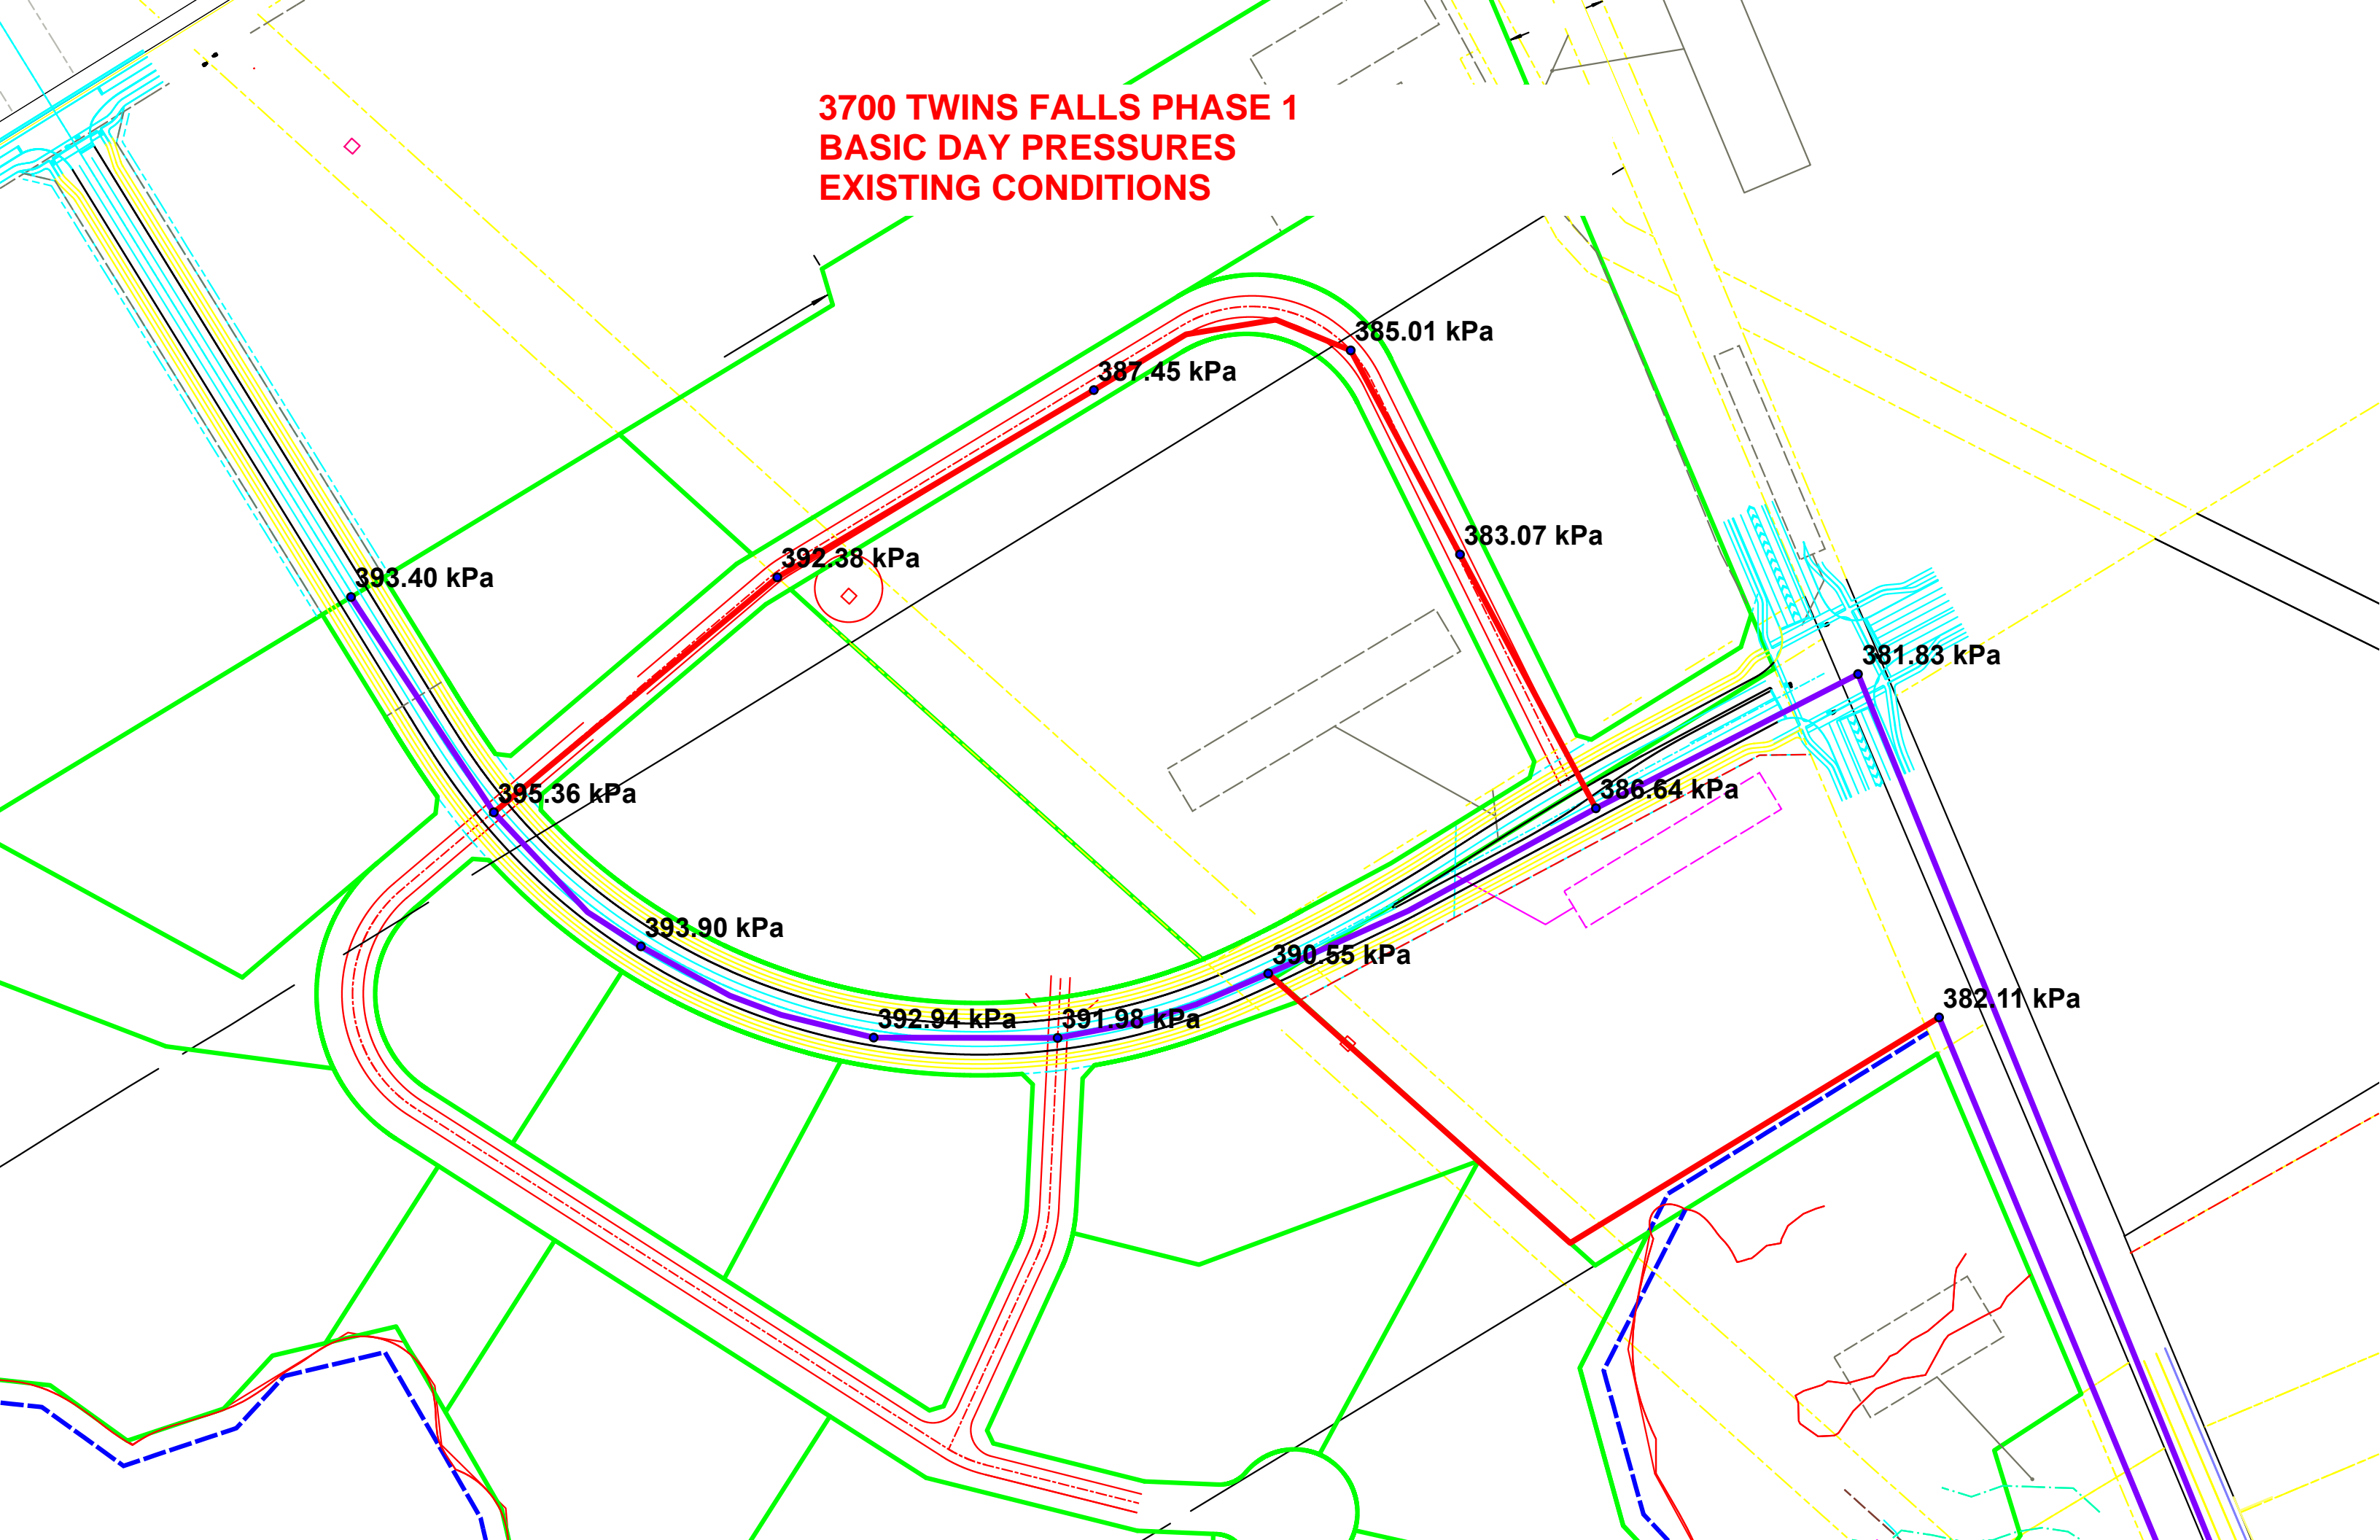 3700 TWINS FALLS PHASE 1
BASIC DAY PRESSURES
EXISTING CONDITIONS
385.01 kPa
387.45 kPa
383.07 kPa
392.38 kPa
393.40 kPa
381.83 kPa
386.64 kPa
395.36 kPa
393.90 kPa
390.55 kPa
382.11 kPa
392.94 kPa
391.98 kPa